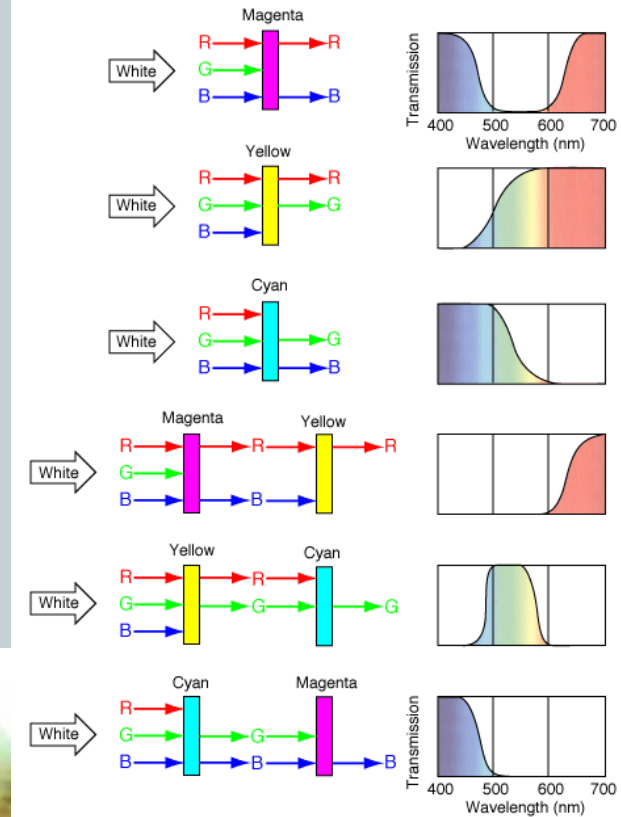 Magenta
R R
White G
B B
Transmission
400 500 600 700
Wavelength (nm)
Yellow
R R
White G G
B
Cyan
R
White G G
B B
Magenta Yellow
R R R
White G
B B
Yellow Cyan
R R
White G G G
B
Cyan Magenta
R
White G G
B B B
Transmission
400 500 600 700
Wavelength (nm)